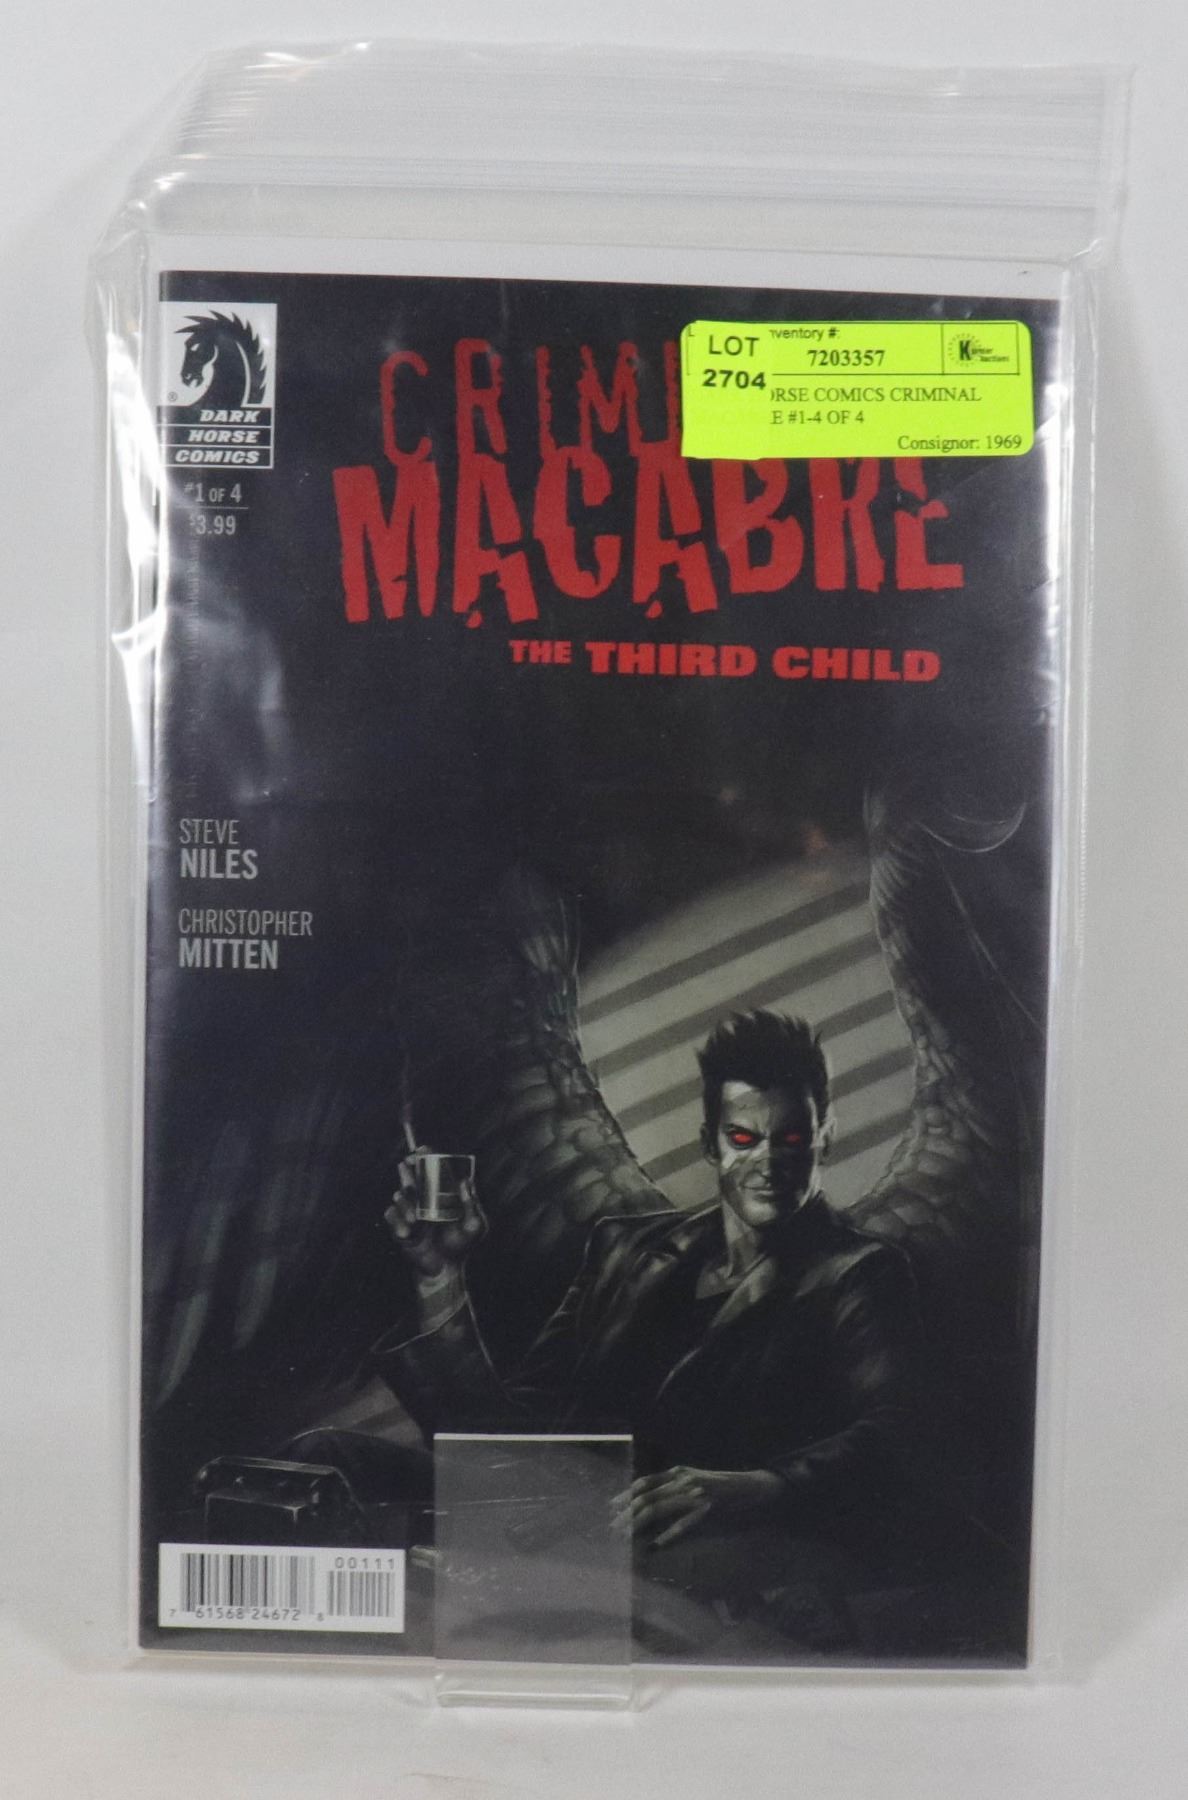 DARK
HORSE
COMICS
®
#1 OF 4
$3.99
CRIM
MACABRE
THE THIRD CHILD
LOT
2704
nventory #:
7203357
ORSE COMICS CRIMINAL
E #1-4 OF 4
Consignor: 1969
STEVE
NILES
CHRISTOPHER
MITTEN
00111
7 61568 24672 8